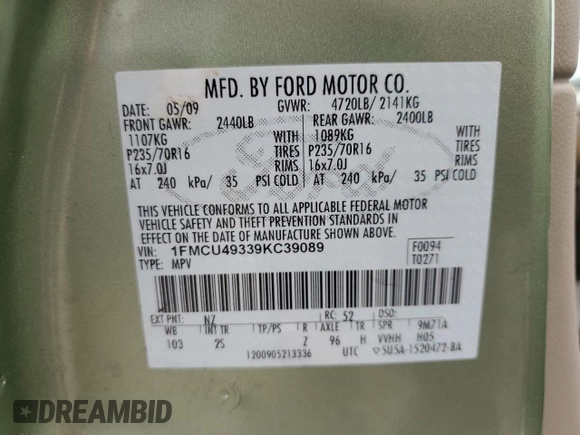 MFD. BY FORD MOTOR CO.
DATE: 05/09 GVWR: 4720LB/ 2141KG
FRONT GAWR: 2440LB REAR GAWR: 2400LB
1107KG WITH 1089KG WITH
P235/70R16 TIRES P235/70R16 TIRES
16x7.0J RIMS 16x7.0J RIMS
AT 240 kPa/ 35 PSI COLD AT 240 kPa/ 35 PSI COLD
Ford
THIS VEHICLE CONFORMS TO ALL APPLICABLE FEDERAL MOTOR
VEHICLE SAFETY AND THEFT PREVENTION STANDARDS IN
EFFECT ON THE DATE OF MANUFACTURE SHOWN ABOVE.
VIN: 1FMCU49339KC39089 F0094
TYPE: MPV T0271
EXT PNT: NZ RC: 52 DSO:
WB INT TR TP/PS R AXLE TR SPR 9M71A
103 25 Z 96 H VVHH H05
1200905213336 UTC 5U5A-1520472-BA
DREAMBID